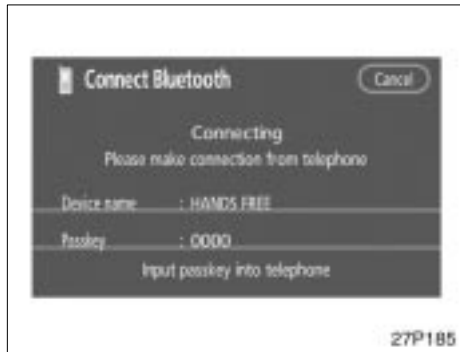 Connect Bluetooth Cancel
Connecting
Please make connection from telephone
Device name : HANDS FREE
Passkey : 0000
Input passkey into telephone
27P185